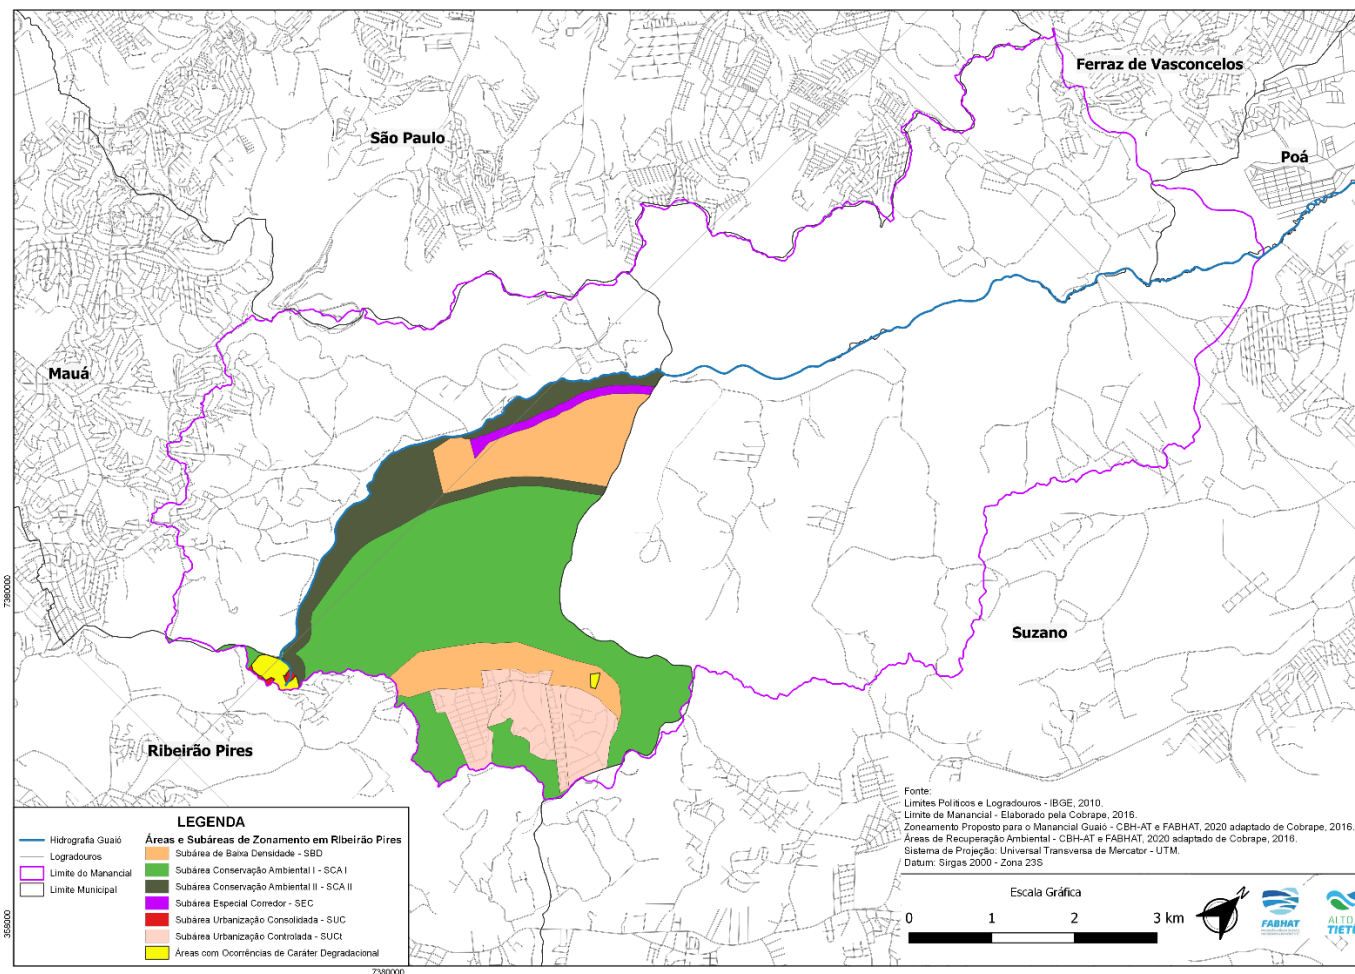 Ferraz de Vasconcelos
São Paulo
Poá
Mauá
Suzano
Ribeirão Pires
7380000
358000
7380000
LEGENDA
Hidrografia Guaió
Logradouros
Limite do Manancial
Limite Municipal
Áreas e Subáreas de Zonamento em RIbeirão Pires
Subárea de Baixa Densidade - SBD
Subárea Conservação Ambiental I - SCA I
Subárea Conservação Ambiental II - SCA II
Subárea Especial Corredor - SEC
Subárea Urbanização Consolidada - SUC
Subárea Urbanização Controlada - SUCt
Áreas com Ocorrências de Caráter Degradacional
Fonte:
Limites Políticos e Logradouros - IBGE, 2010.
Limite de Manancial - Elaborado pela Cobrape, 2016.
Zoneamento Proposto para o Manancial Guaió - CBH-AT e FABHAT, 2020 adaptado de Cobrape, 2016.
Áreas de Recuperação Ambiental - CBH-AT e FABHAT, 2020 adaptado de Cobrape, 2016.
Sistema de Projeção: Universal Transversa de Mercator - UTM.
Datum: Sirgas 2000 - Zona 23S
Escala Gráfica
0 1 2 3 km
N
FABHAT
ALTO
TIETÊ